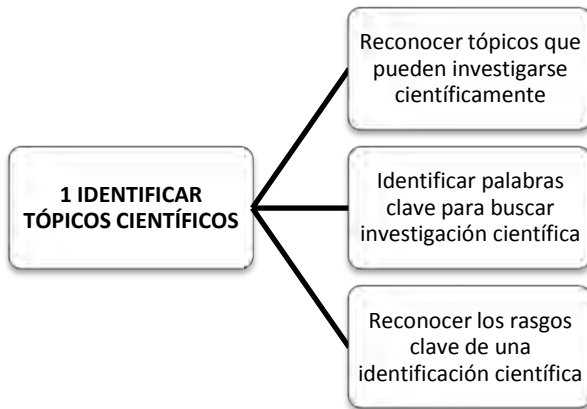 Reconocer tópicos que
pueden investigarse
científicamente
1 IDENTIFICAR
TÓPICOS CIENTÍFICOS
Identificar palabras
clave para buscar
investigación científica
Reconocer los rasgos
clave de una
identificación científica